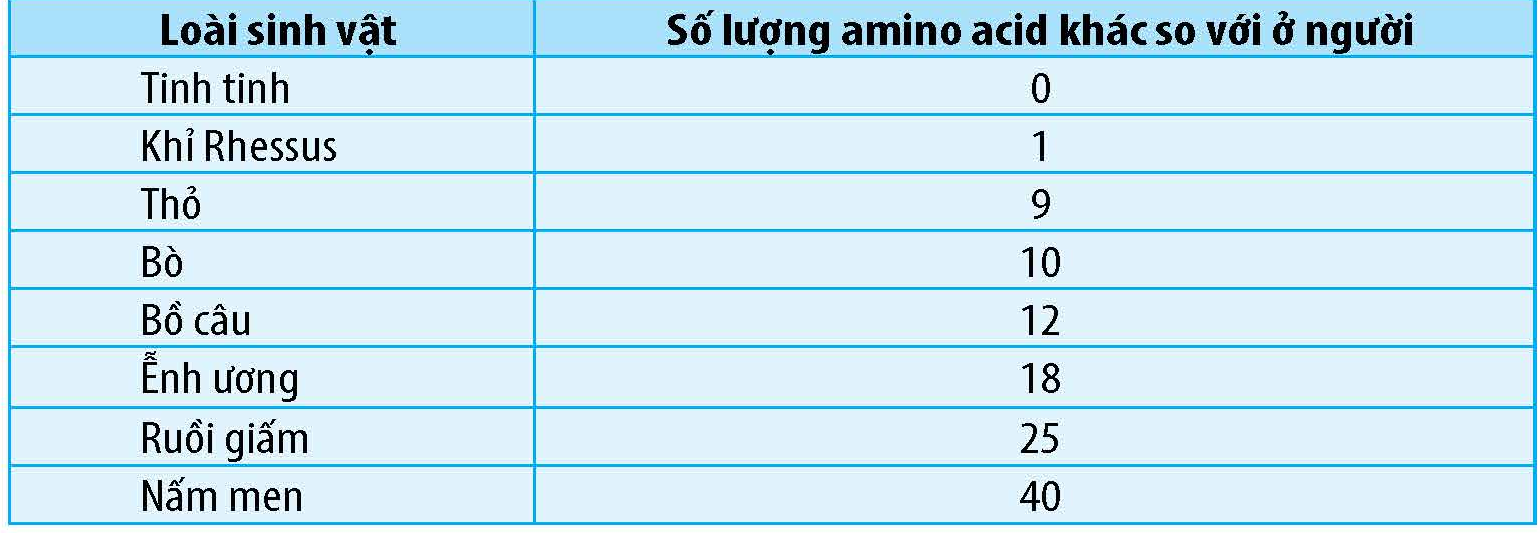 Loài sinh vật Số lượng amino acid khác so với ở người
Tinh tinh 0
Khỉ Rhessus 1
Thỏ 9
Bò 10
Bồ câu 12
Ễnh ương 18
Ruồi giấm 25
Nấm men 40